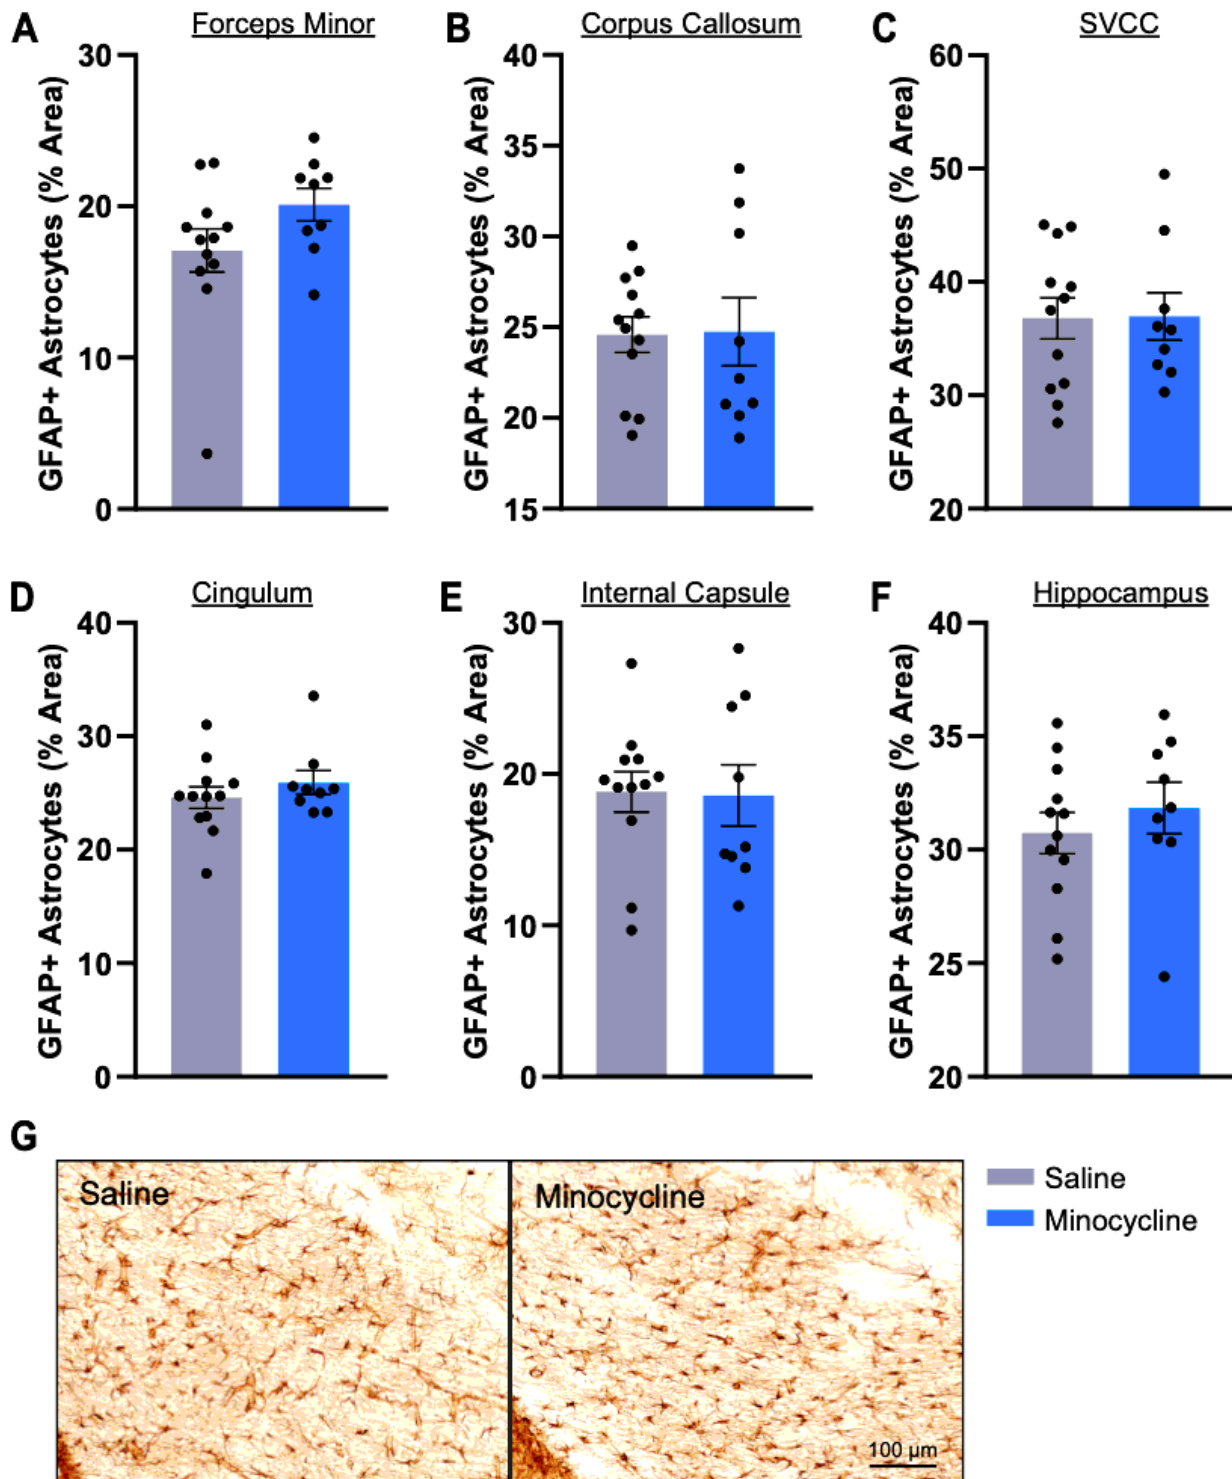 A
Forceps Minor
GFAP+ Astrocytes (% Area)
30
20
10
0
B
Corpus Callosum
GFAP+ Astrocytes (% Area)
40
35
30
25
20
15
C
SVCC
GFAP+ Astrocytes (% Area)
60
50
40
30
20
D
Cingulum
GFAP+ Astrocytes (% Area)
40
30
20
10
0
E
Internal Capsule
GFAP+ Astrocytes (% Area)
30
20
10
0
F
Hippocampus
GFAP+ Astrocytes (% Area)
40
35
30
25
20
G
Saline
Minocycline
100 µm
Saline
Minocycline